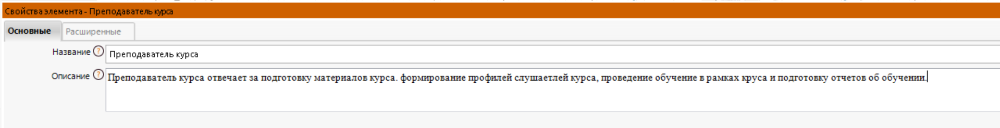 Свойства элемента - Преподаватель курса
Основные Расширенные
Название ? Преподаватель курса
Описание ? Преподаватель курса отвечает за подготовку материалов курса. формирование профилей слушаетлей курса, проведение обучение в рамках круса и подготовку отчетов об обучении.